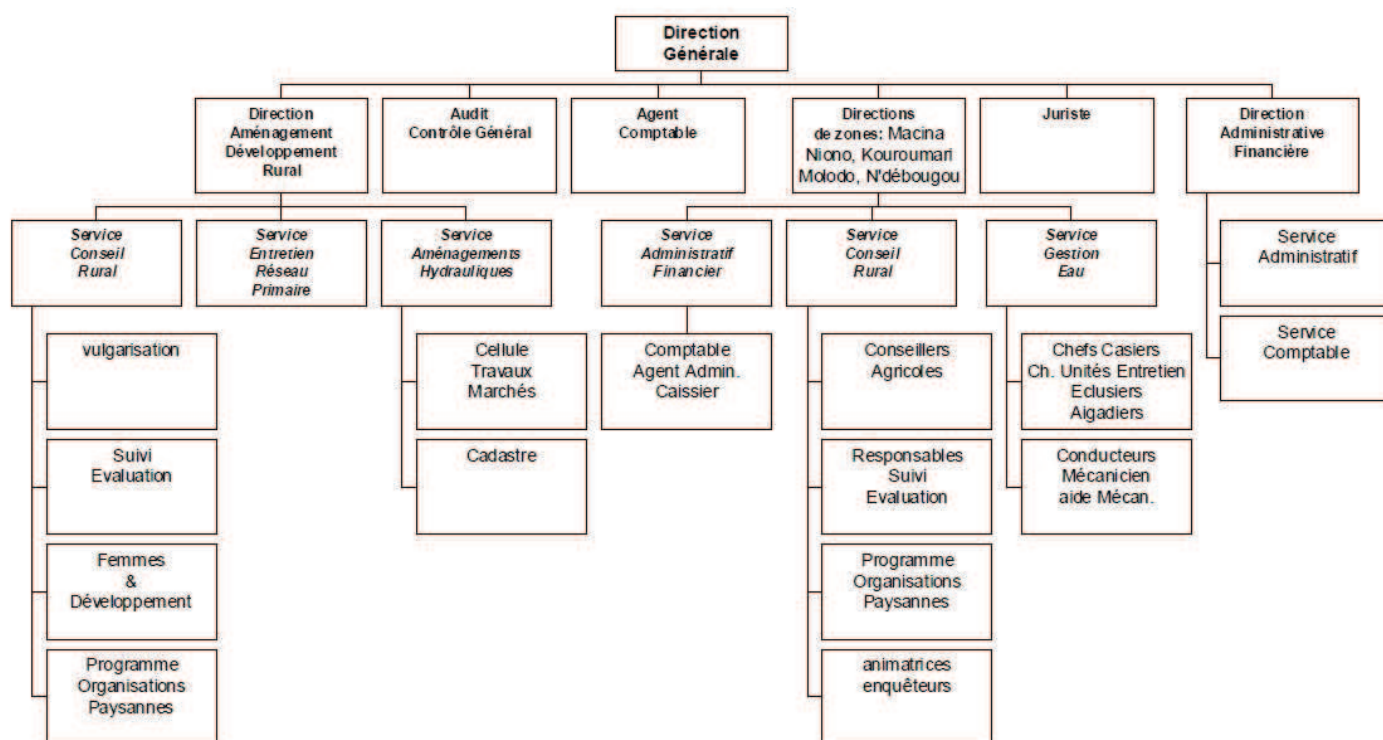 Direction
Générale
Direction
Aménagement
Développement
Rural
Audit
Contrôle Général
Agent
Comptable
Directions
de zones: Macina
Niono, Kouroumari
Molodo, N'débougou
Juriste
Direction
Administrative
Financière
Service
Conseil
Rural
Service
Entretien
Réseau
Primaire
Service
Aménagements
Hydrauliques
Service
Administratif
Financier
Service
Conseil
Rural
Service
Gestion
Eau
Service
Administratif
Service
Comptable
vulgarisation
Suivi
Evaluation
Femmes
&
Développement
Programme
Organisations
Paysannes
Cellule
Travaux
Marchés
Cadastre
Comptable
Agent Admin.
Caissier
Conseillers
Agricoles
Responsables
Suivi
Evaluation
Programme
Organisations
Paysannes
animatrices
enquêteurs
Chefs Casiers
Ch. Unités Entretien
Eclusiers
Aigadiers
Conducteurs
Mécanicien
aide Mécan.